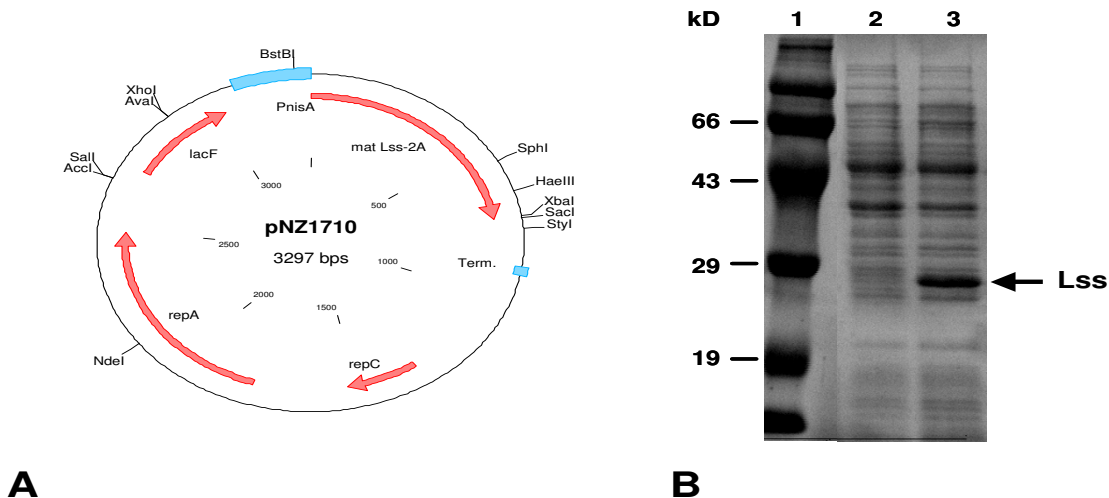 BstBI
XhoI
AvaI
PnisA
lacF
mat Lss-2A
SphI
SalI
AccI
HaeIII
XbaI
SacI
StyI
3000
500
pNZ1710
3297 bps
2500
1000
Term.
2000
1500
repA
NdeI
repC
A
kD 1 2 3
66
43
29
Lss
19
B